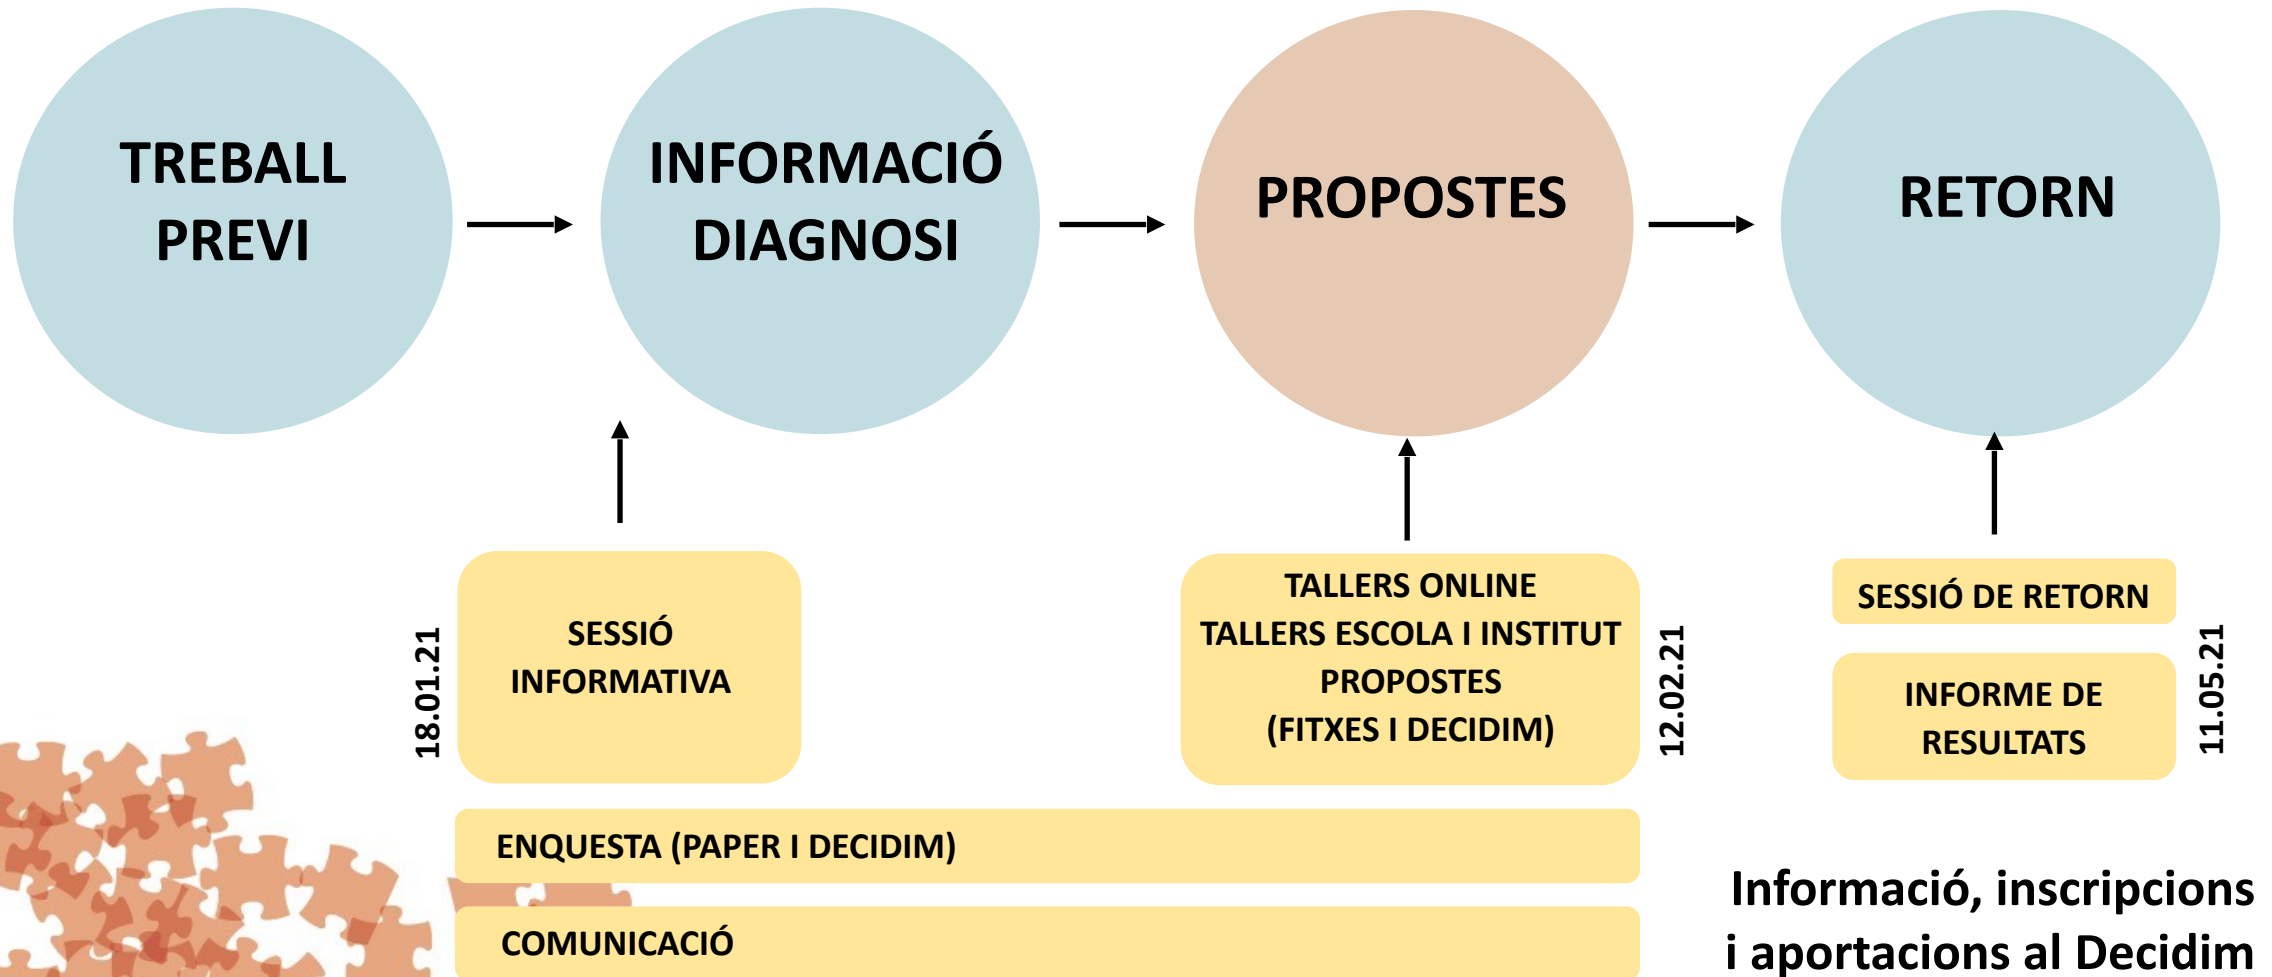 TREBALL
PREVI
INFORMACIÓ
DIAGNOSI
PROPOSTES
RETORN
18.01.21
SESSIÓ
INFORMATIVA
TALLERS ONLINE
TALLERS ESCOLA I INSTITUT
PROPOSTES
(FITXES I DECIDIM)
12.02.21
SESSIÓ DE RETORN
INFORME DE
RESULTATS
11.05.21
ENQUESTA (PAPER I DECIDIM)
COMUNICACIÓ
Informació, inscripcions
i aportacions al Decidim